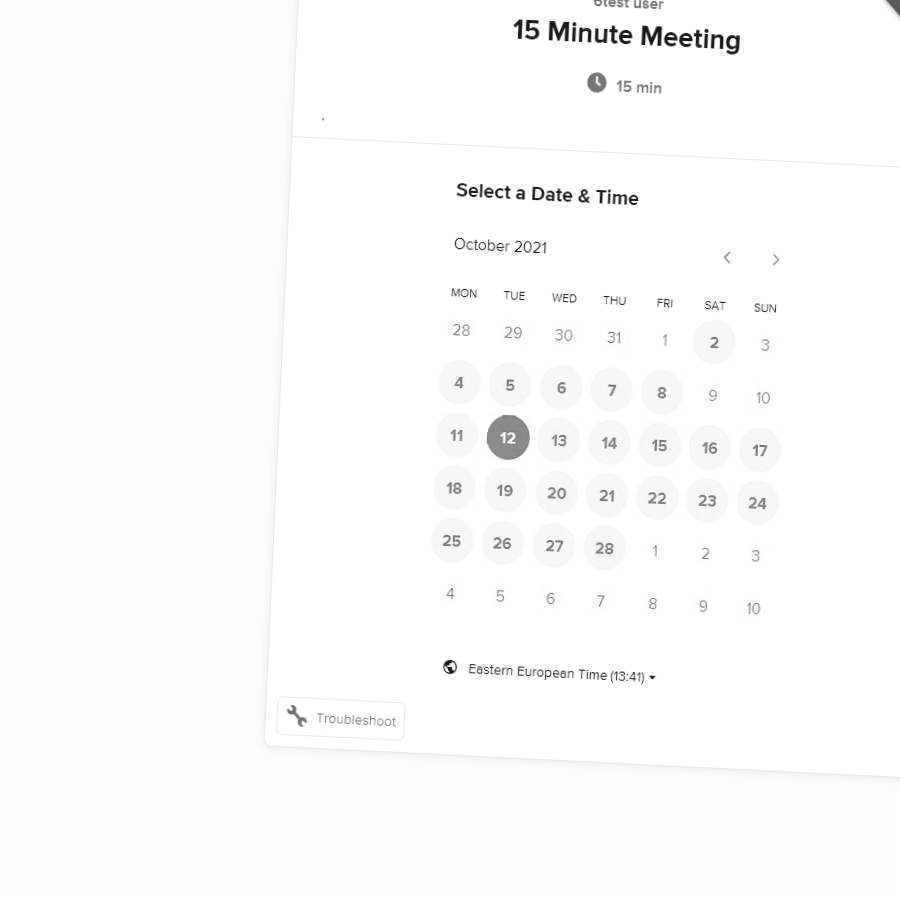 6test user
15 Minute Meeting
15 min
.
Select a Date & Time
October 2021
MON TUE WED THU FRI SAT SUN
28 29 30 31 1 2 3
4 5 6 7 8 9 10
11 12 13 14 15 16 17
18 19 20 21 22 23 24
25 26 27 28 1 2 3
4 5 6 7 8 9 10
Eastern European Time (13:41)
Troubleshoot